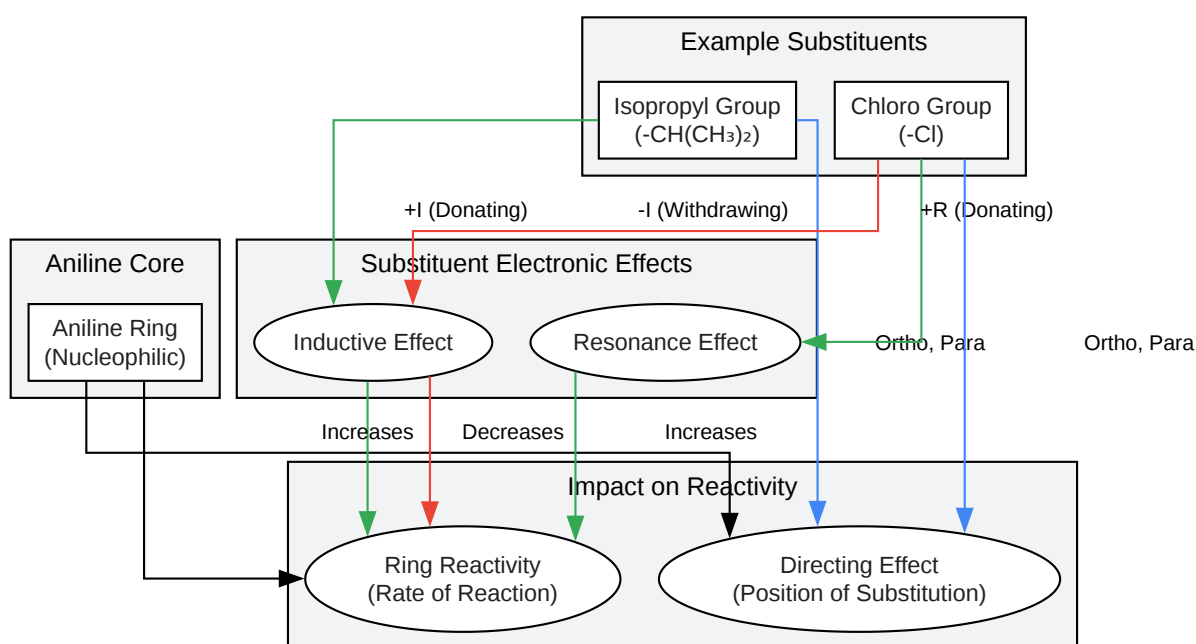 Example Substituents
Isopropyl Group
(-CH(CH₃)₂)
Chloro Group
(-Cl)
+I (Donating)
-I (Withdrawing)
+R (Donating)
Aniline Core
Substituent Electronic Effects
Aniline Ring
(Nucleophilic)
Inductive Effect
Resonance Effect
Ortho, Para
Ortho, Para
Increases
Decreases
Increases
Impact on Reactivity
Ring Reactivity
(Rate of Reaction)
Directing Effect
(Position of Substitution)